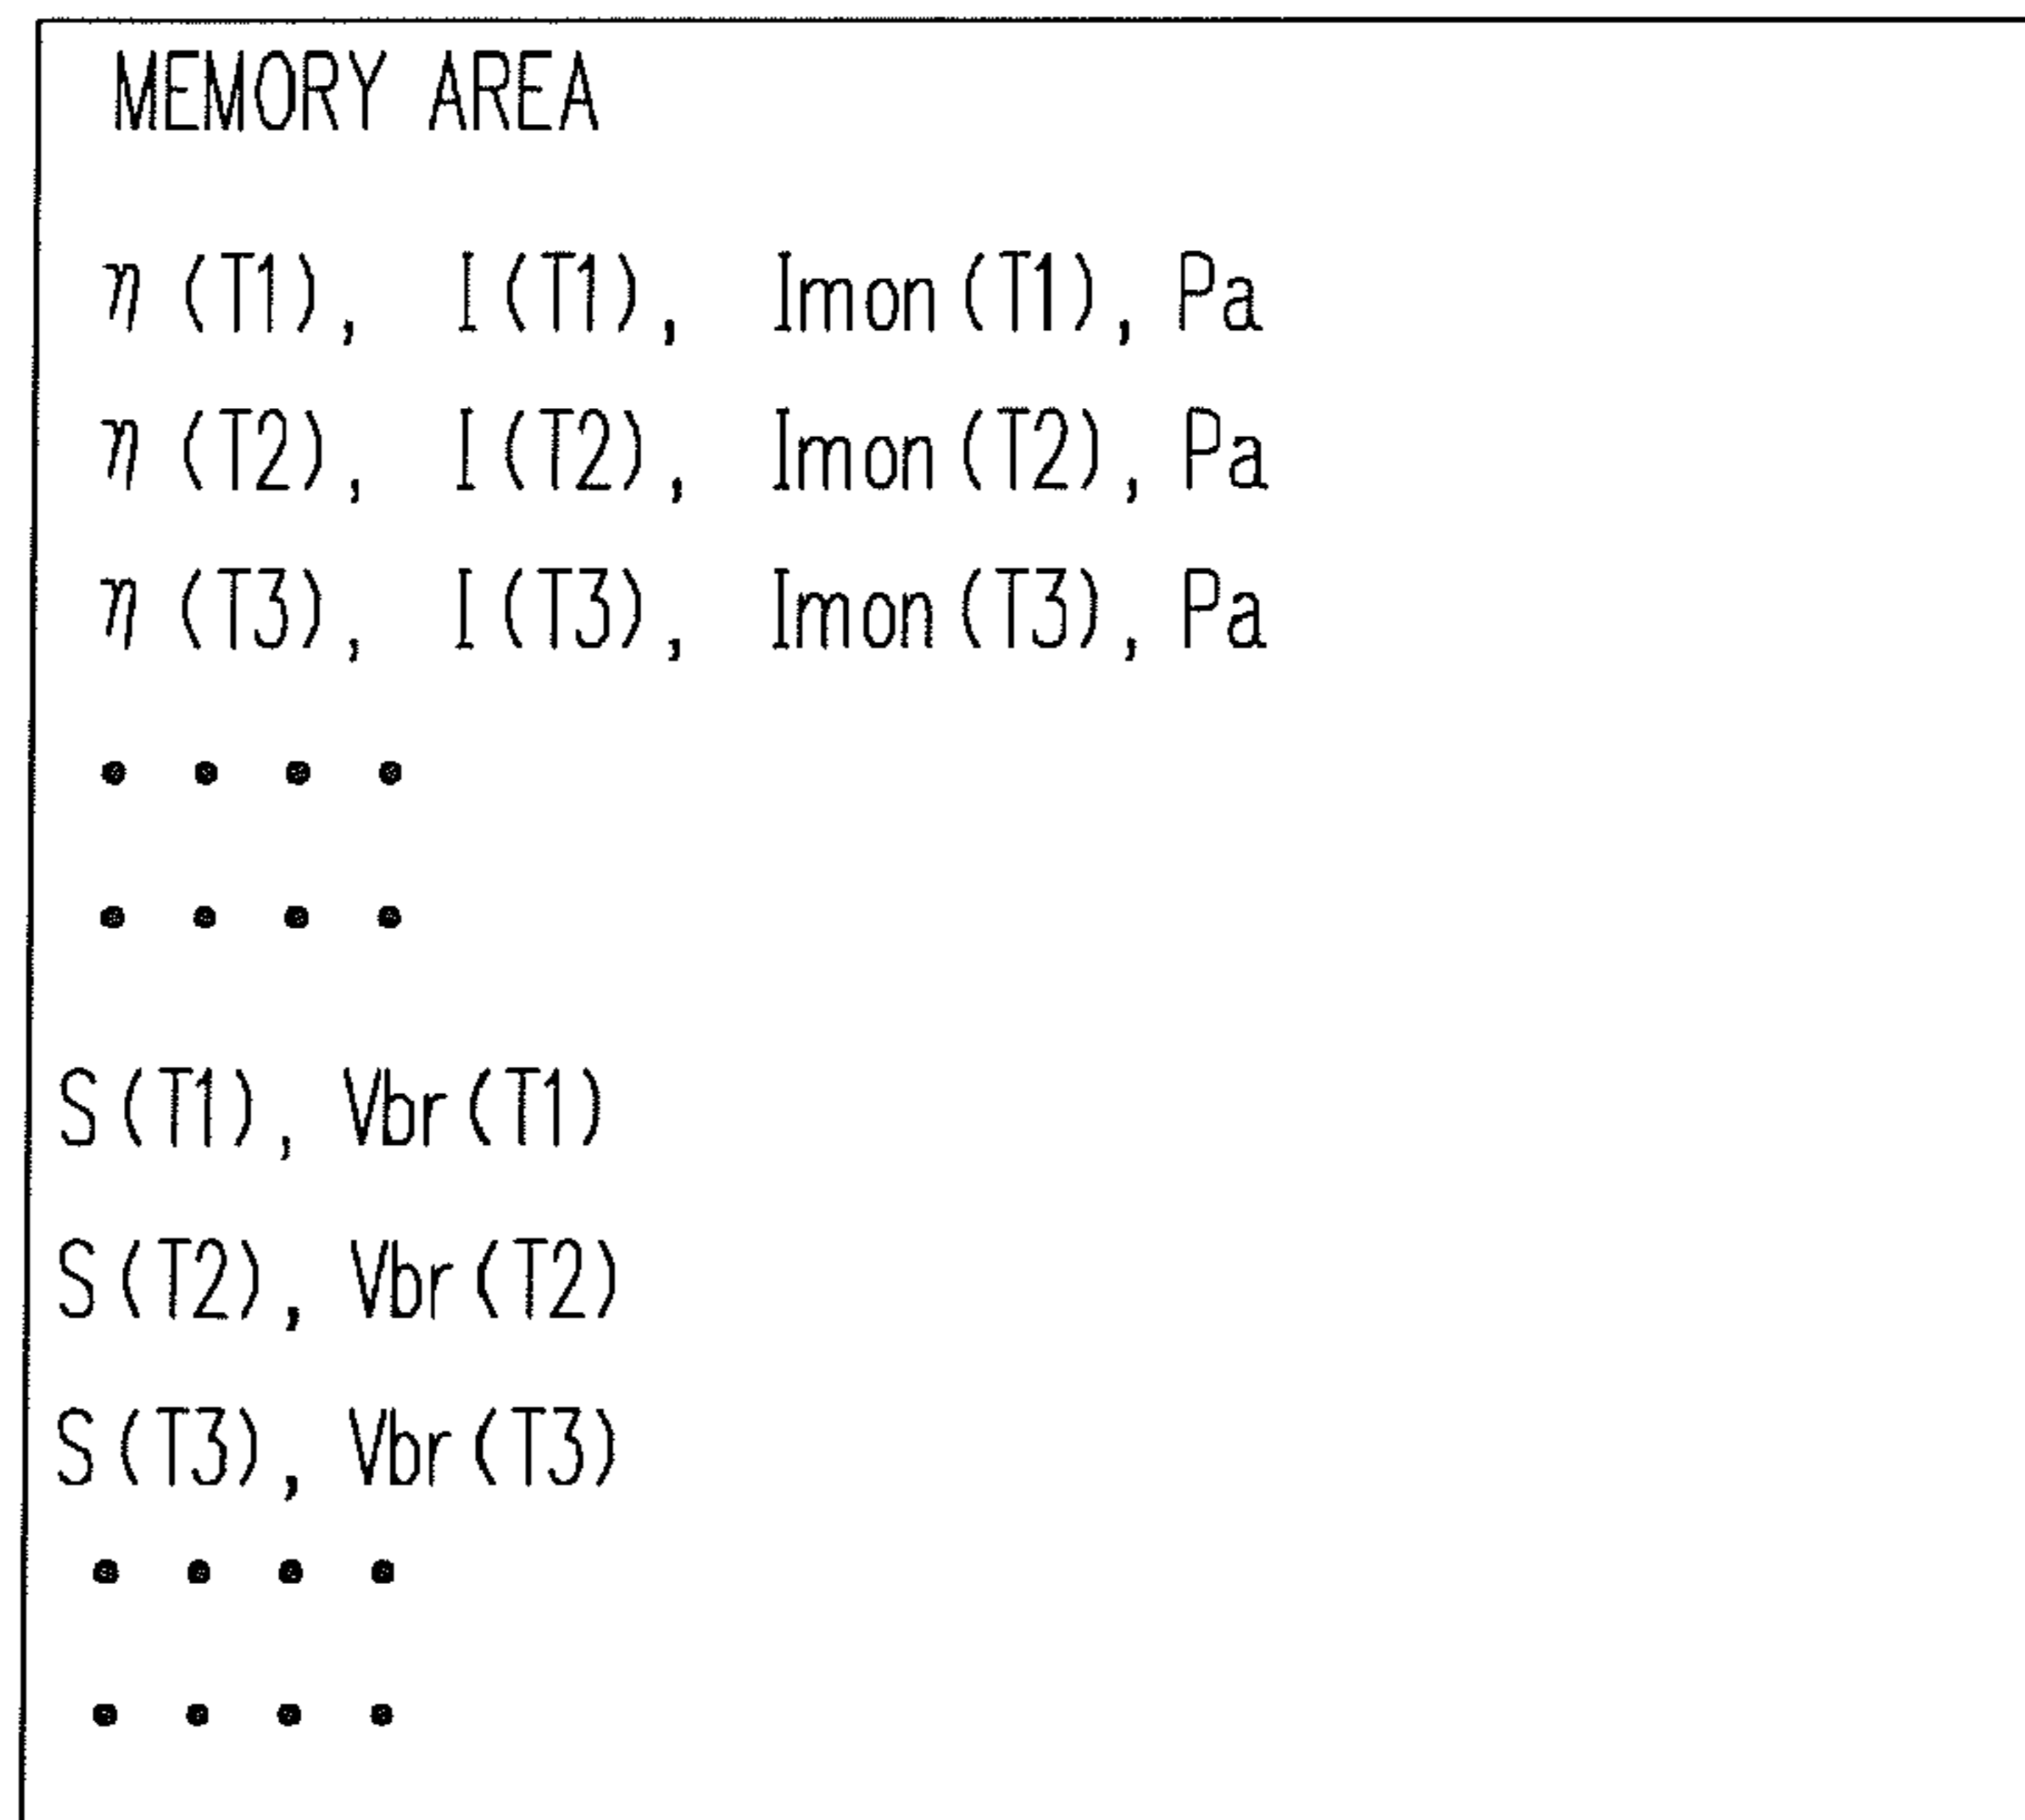 MEMORY AREA
η (T1), I (T1), Imon (T1), Pa
η (T2), I (T2), Imon (T2), Pa
η (T3), I (T3), Imon (T3), Pa
• • • •
• • • •
S (T1), Vbr (T1)
S (T2), Vbr (T2)
S (T3), Vbr (T3)
• • • •
• • • •